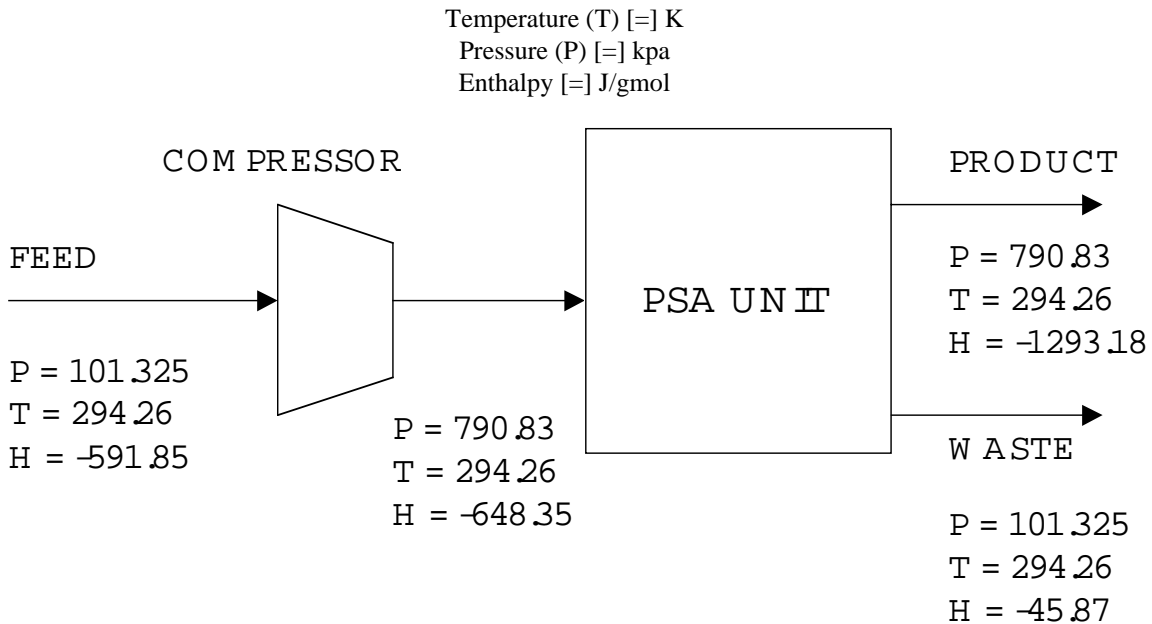 Temperature (T) [=] K
Pressure (P) [=] kpa
Enthalpy [=] J/gmol
COMPRESSOR
FEED
P = 101.325
T = 294.26
H = -591.85
P = 790.83
T = 294.26
H = -648.35
PSA UNIT
PRODUCT
P = 790.83
T = 294.26
H = -1293.18
WASTE
P = 101.325
T = 294.26
H = -45.87